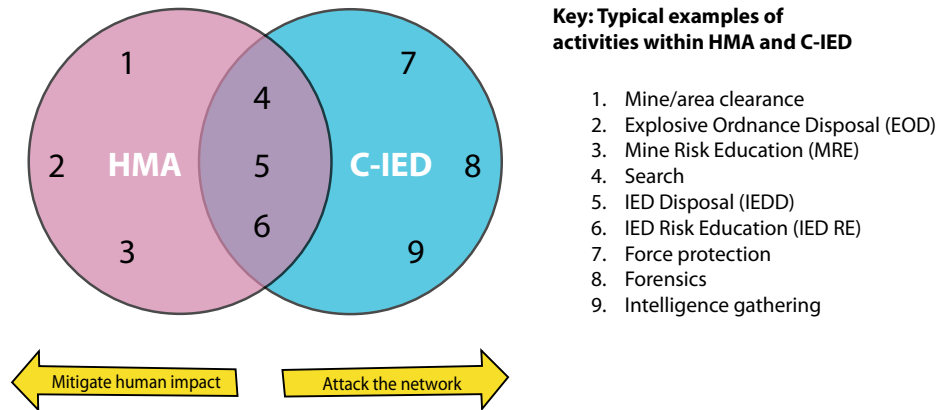 1
2
3
HMA
4
5
6
C-IED
7
8
9
Mitigate human impact
Attack the network
Key: Typical examples of
activities within HMA and C-IED
1. Mine/area clearance
2. Explosive Ordnance Disposal (EOD)
3. Mine Risk Education (MRE)
4. Search
5. IED Disposal (IEDD)
6. IED Risk Education (IED RE)
7. Force protection
8. Forensics
9. Intelligence gathering